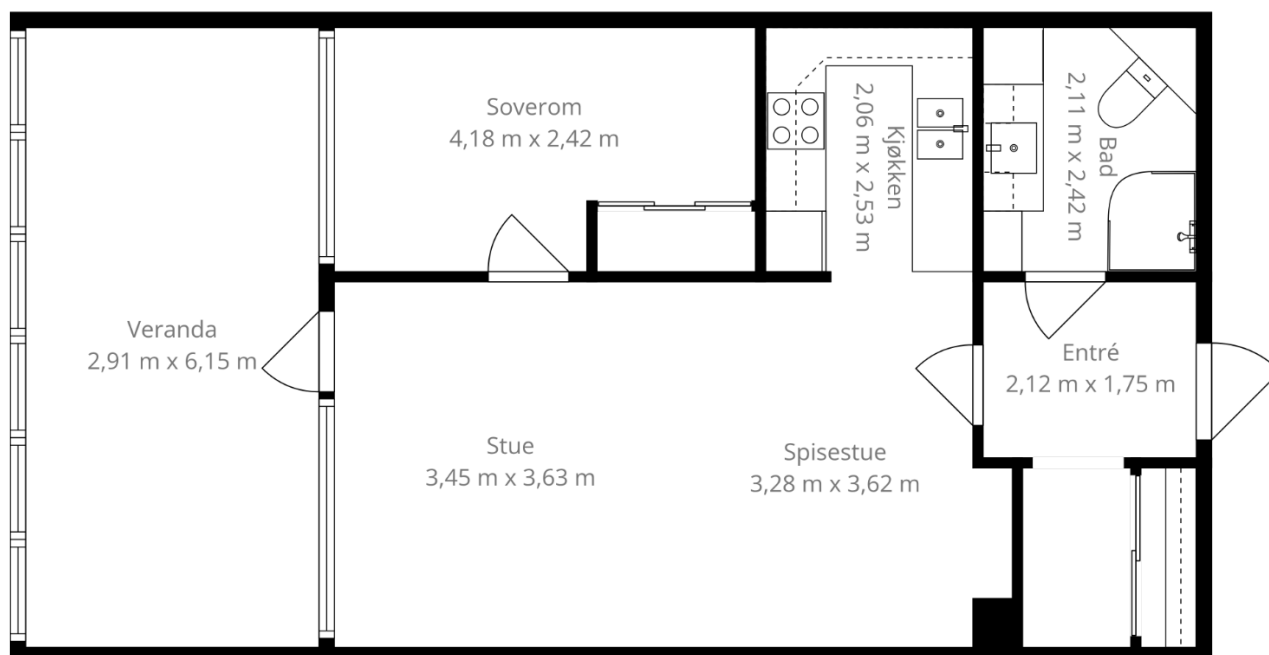 Soverom
4,18 m x 2,42 m
Kjøkken
2,06 m x 2,53 m
Bad
2,11 m x 2,42 m
Veranda
2,91 m x 6,15 m
Entré
2,12 m x 1,75 m
Stue
3,45 m x 3,63 m
Spisestue
3,28 m x 3,62 m